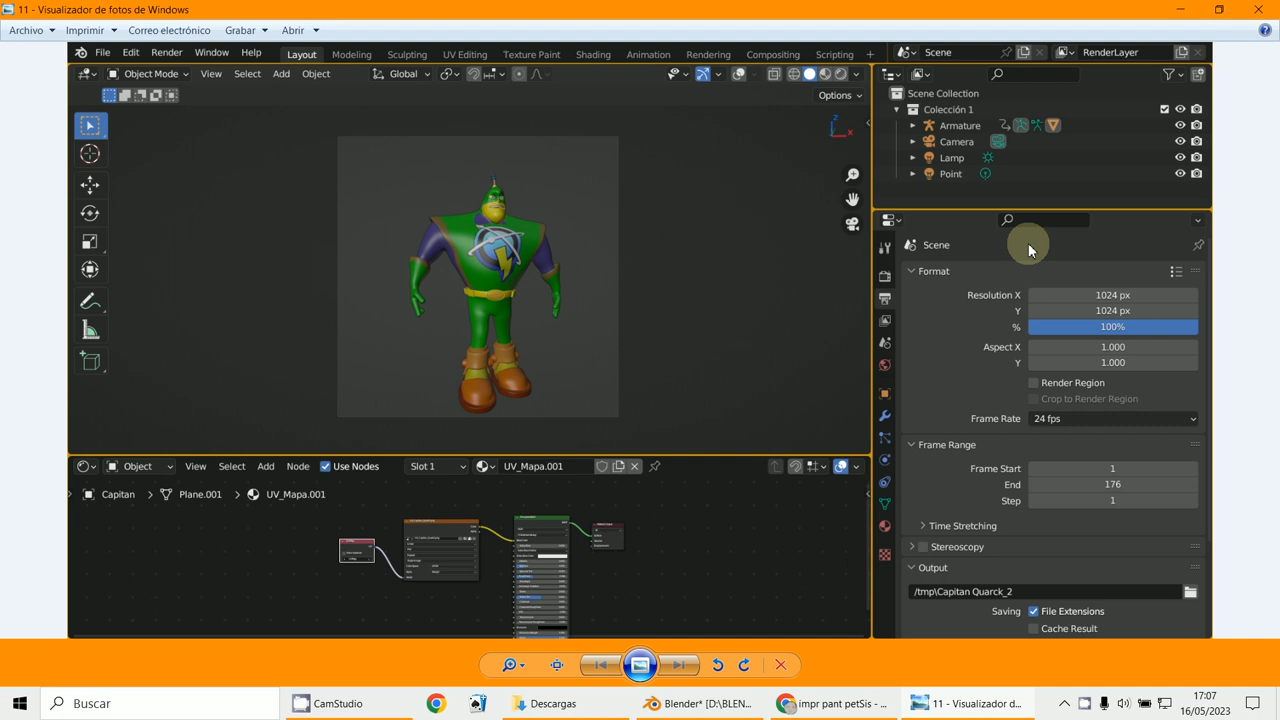 11 - Visualizador de fotos de Windows
Archivo Imprimir Correo electrónico Grabar Abrir
File Edit Render Window Help Layout Modeling Sculpting UV Editing Texture Paint Shading Animation Rendering Compositing Scripting + Scene RenderLayer
Object Mode View Select Add Object Global
Options
Z
X
Scene Collection
Colección 1
Armature
Camera
Lamp
Point
Scene
Format
Resolution X 1024 px
Y 1024 px
% 100%
Aspect X 1.000
Y 1.000
Render Region
Crop to Render Region
Frame Rate 24 fps
Frame Range
Frame Start 1
End 176
Step 1
Time Stretching
Stereoscopy
Output
/tmp\Capitan Quarck_2
Saving File Extensions
Cache Result
Object View Select Add Node Use Nodes Slot 1 UV_Mapa.001
Capitan Plane.001 UV_Mapa.001
Buscar CamStudio Descargas Blender* [D:\BLEN... impr pant petSis - ... 11 - Visualizador d...
17:07
16/05/2023